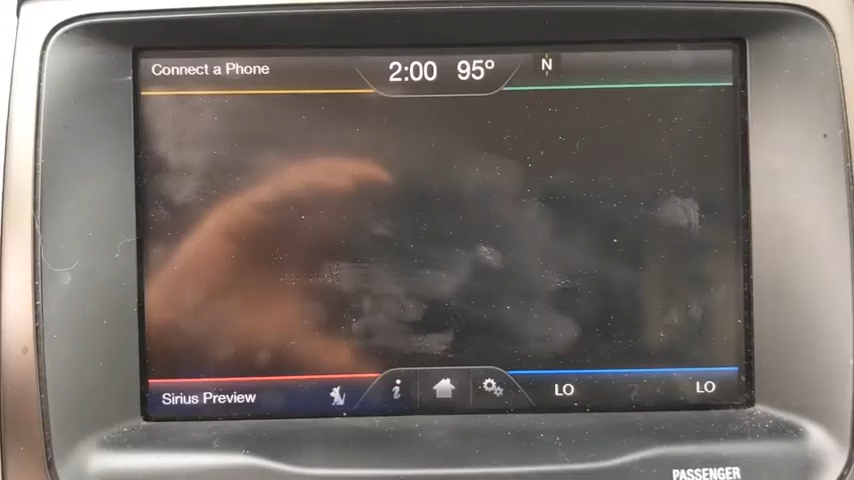 Connect a Phone 2:00 95° N
Sirius Preview i LO LO
PASSENGER